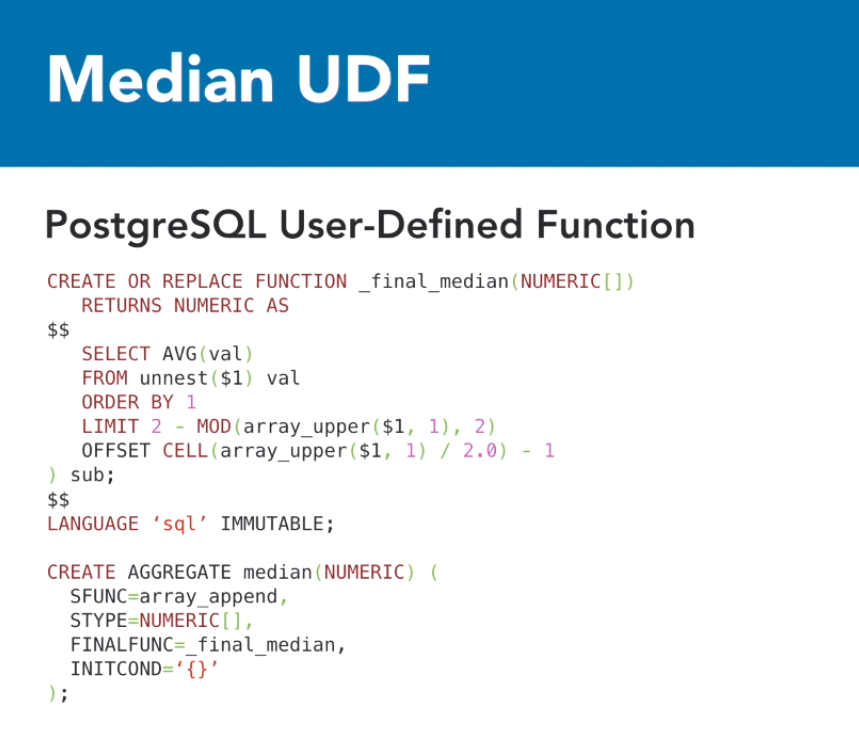 Median UDF
PostgreSQL User-Defined Function
CREATE OR REPLACE FUNCTION _final_median(NUMERIC[])
   RETURNS NUMERIC AS
$$
   SELECT AVG(val)
   FROM unnest($1) val
   ORDER BY 1
   LIMIT 2 - MOD(array_upper($1, 1), 2)
   OFFSET CELL(array_upper($1, 1) / 2.0) - 1
) sub;
$$
LANGUAGE ‘sql’ IMMUTABLE;
CREATE AGGREGATE median(NUMERIC) (
  SFUNC=array_append,
  STYPE=NUMERIC[],
  FINALFUNC=_final_median,
  INITCOND=‘{}’
);